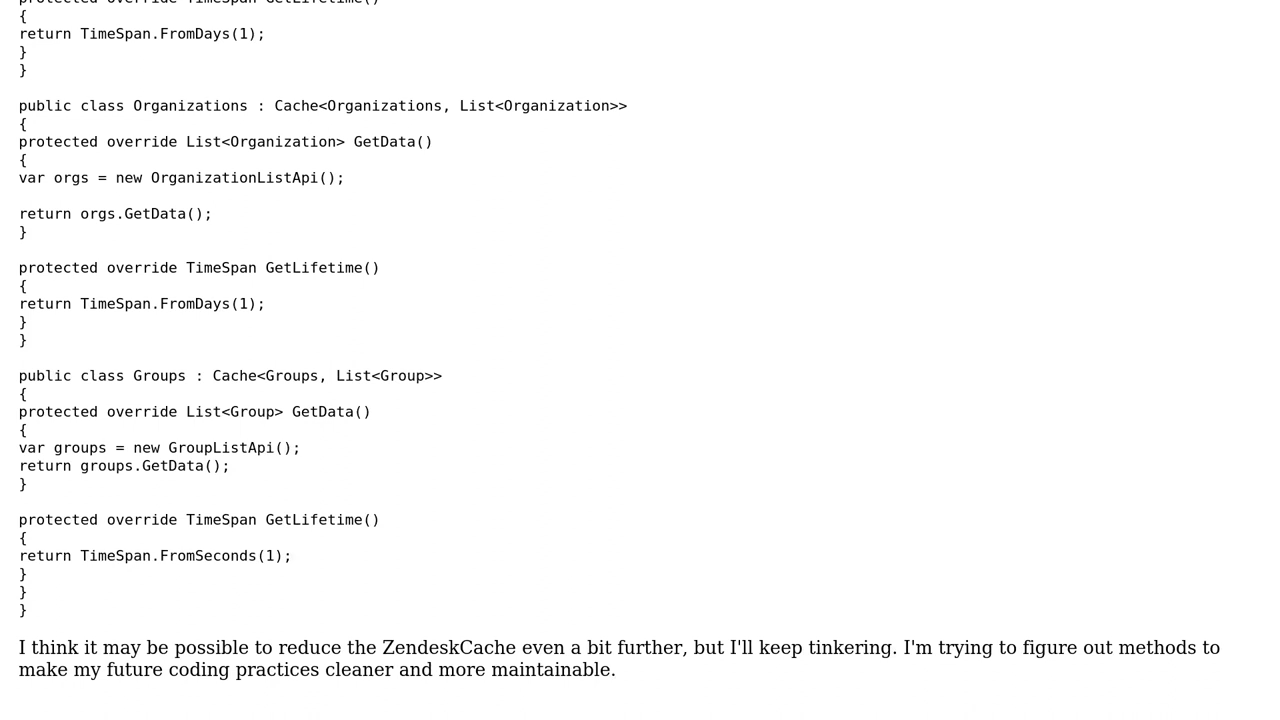 protected override TimeSpan GetLifetime()
{
return TimeSpan.FromDays(1);
}
}

public class Organizations : Cache<Organizations, List<Organization>>
{
protected override List<Organization> GetData()
{
var orgs = new OrganizationListApi();

return orgs.GetData();
}

protected override TimeSpan GetLifetime()
{
return TimeSpan.FromDays(1);
}
}

public class Groups : Cache<Groups, List<Group>>
{
protected override List<Group> GetData()
{
var groups = new GroupListApi();
return groups.GetData();
}

protected override TimeSpan GetLifetime()
{
return TimeSpan.FromSeconds(1);
}
}
}
I think it may be possible to reduce the ZendeskCache even a bit further, but I'll keep tinkering. I'm trying to figure out methods to
make my future coding practices cleaner and more maintainable.